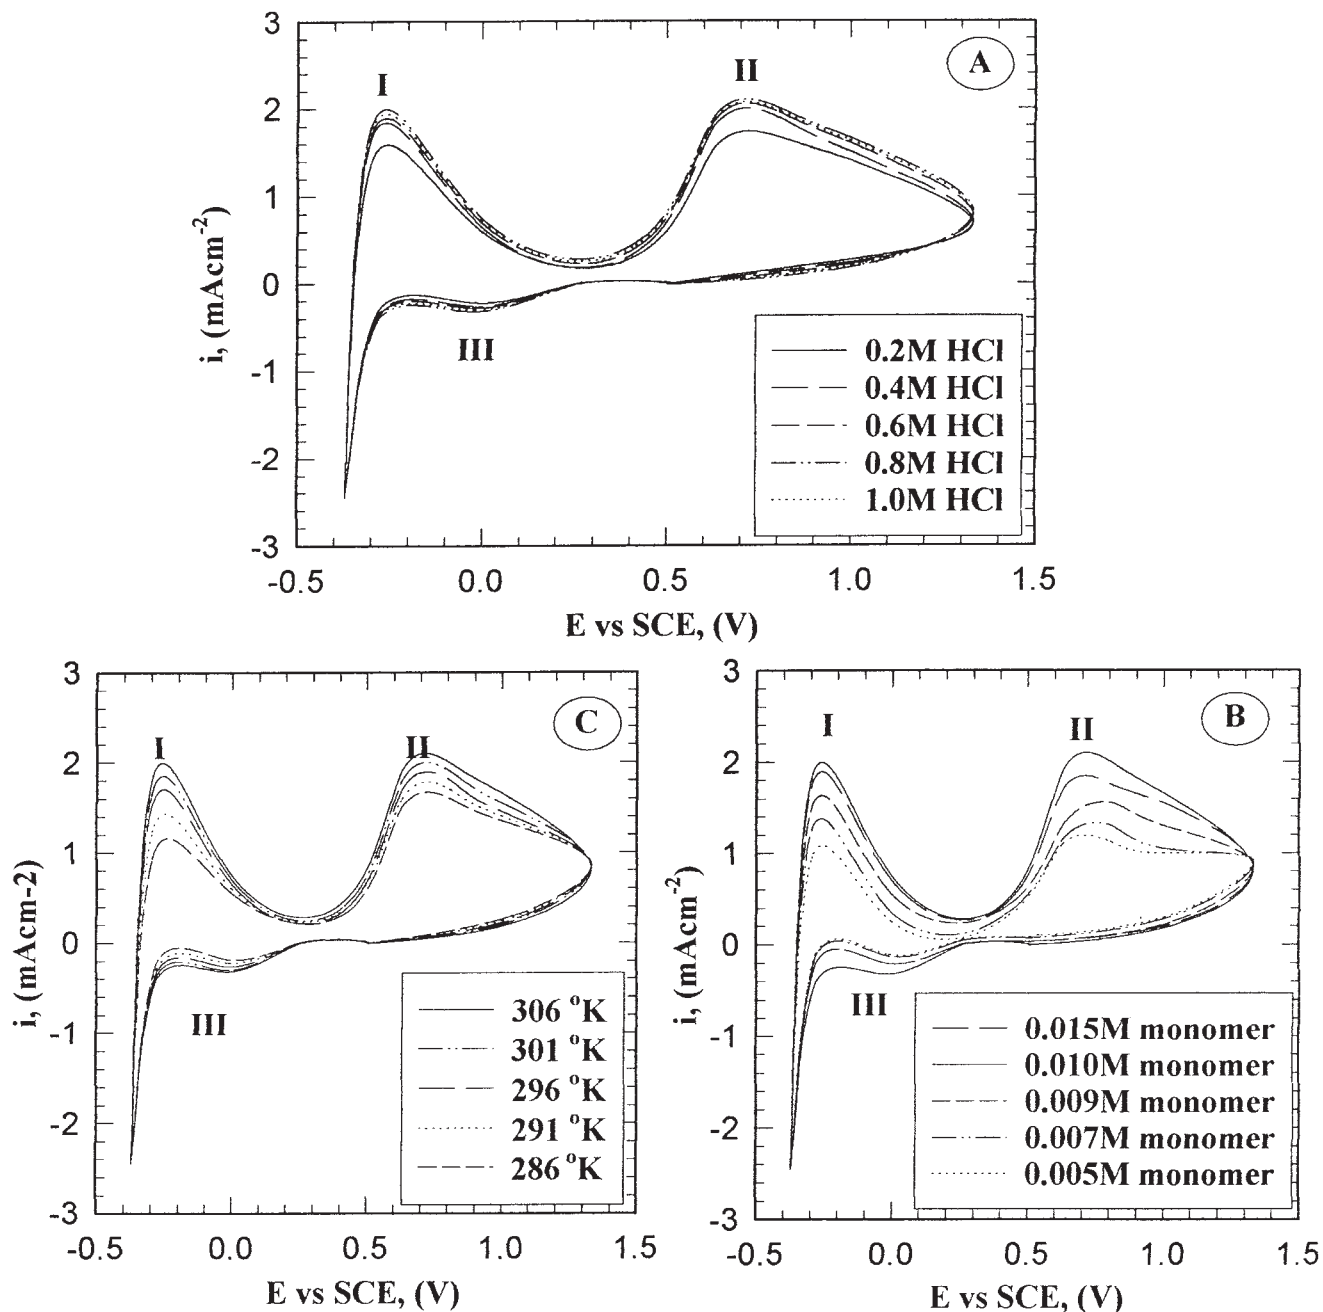 3
2
1
0
-1
-2
-3
i, (mAcm-2)
I
II
III
A
0.2M HCl
0.4M HCl
0.6M HCl
0.8M HCl
1.0M HCl
-0.5
0.0
0.5
1.0
1.5
E vs SCE, (V)
3
2
1
0
-1
-2
-3
i, (mAcm-2)
I
II
III
C
306 °K
301 °K
296 °K
291 °K
286 °K
-0.5
0.0
0.5
1.0
1.5
E vs SCE, (V)
3
2
1
0
-1
-2
-3
i, (mAcm-2)
I
II
III
B
0.015M monomer
0.010M monomer
0.009M monomer
0.007M monomer
0.005M monomer
-0.5
0.0
0.5
1.0
1.5
E vs SCE, (V)